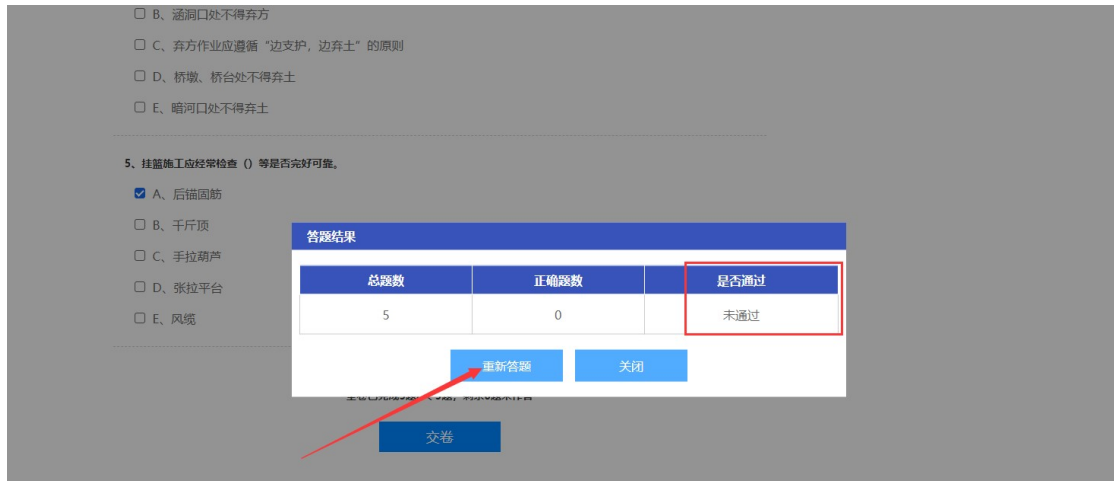 B、涵洞口处不得弃方
C、弃方作业应遵循“边支护，边弃土”的原则
D、桥墩、桥台处不得弃土
E、暗河口处不得弃土
5、挂篮施工应经常检查（）等是否完好可靠。
A、后锚固筋
B、千斤顶
C、手拉葫芦
D、张拉平台
E、风缆
答题结果
总题数 正确题数 是否通过
5 0 未通过
重新答题 关闭
交卷